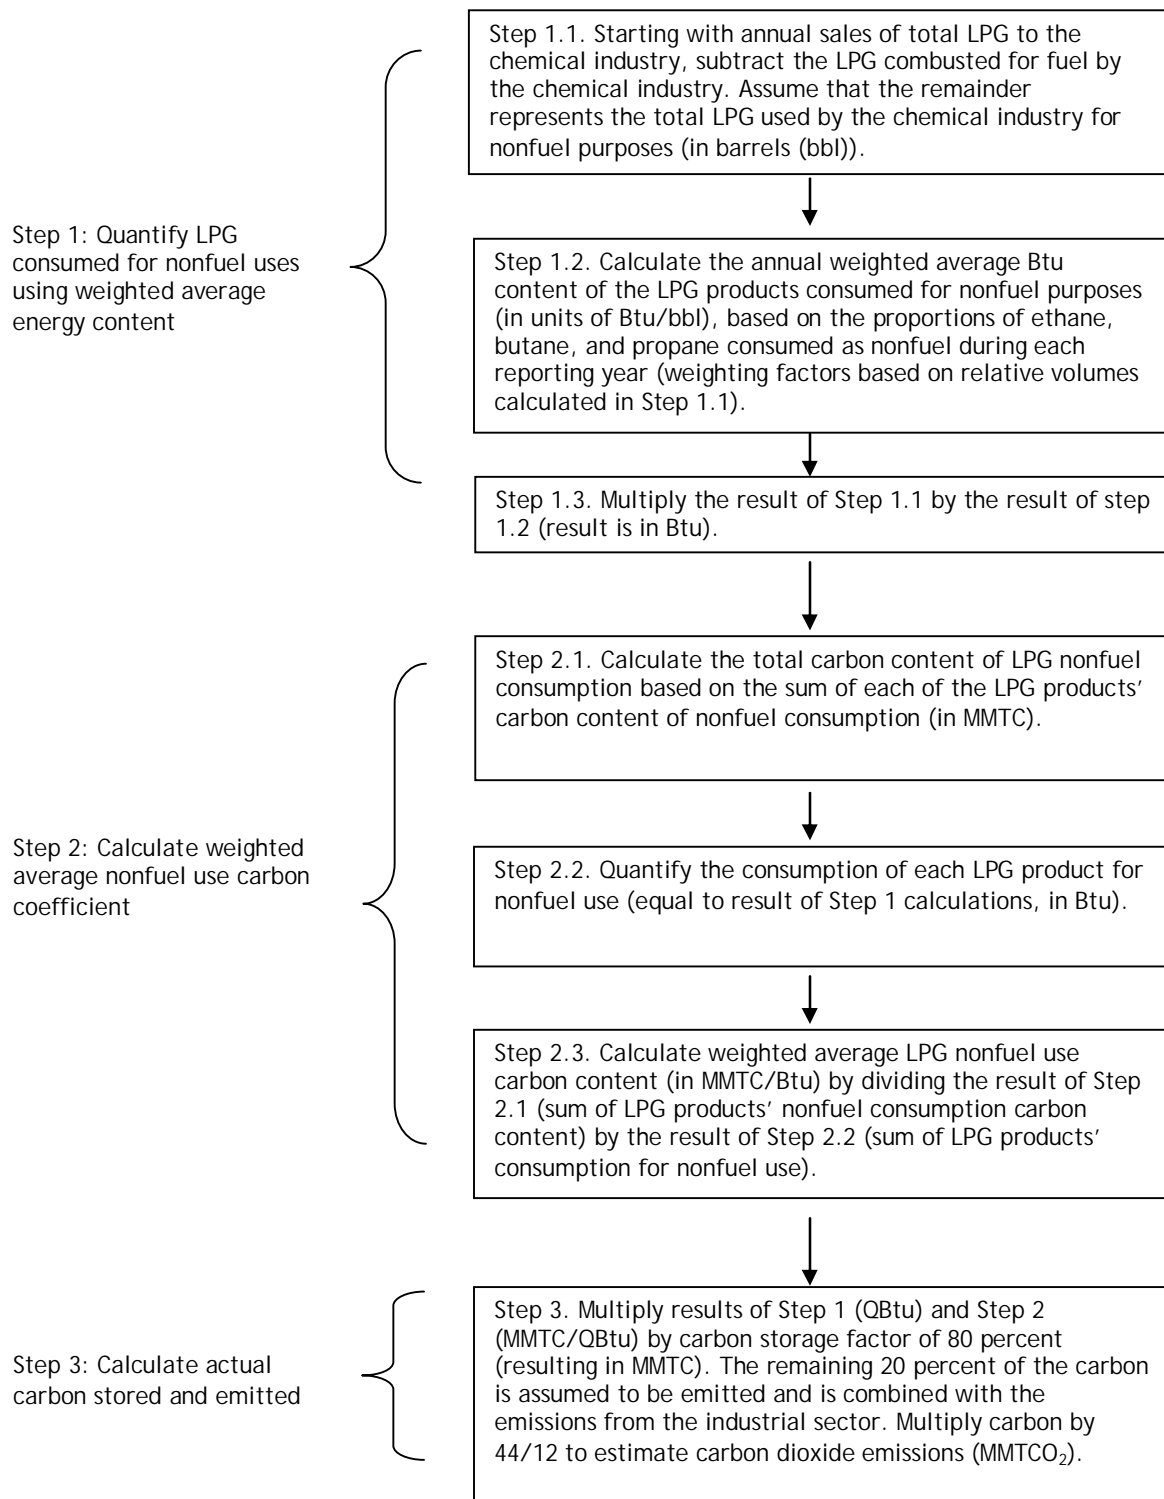 Step 1.1. Starting with annual sales of total LPG to the
chemical industry, subtract the LPG combusted for fuel by
the chemical industry. Assume that the remainder
represents the total LPG used by the chemical industry for
nonfuel purposes (in barrels (bbl)).
Step 1: Quantify LPG
consumed for nonfuel uses
using weighted average
energy content
Step 1.2. Calculate the annual weighted average Btu
content of the LPG products consumed for nonfuel purposes
(in units of Btu/bbl), based on the proportions of ethane,
butane, and propane consumed as nonfuel during each
reporting year (weighting factors based on relative volumes
calculated in Step 1.1).
Step 1.3. Multiply the result of Step 1.1 by the result of step
1.2 (result is in Btu).
Step 2.1. Calculate the total carbon content of LPG nonfuel
consumption based on the sum of each of the LPG products’
carbon content of nonfuel consumption (in MMTC).
Step 2: Calculate weighted
average nonfuel use carbon
coefficient
Step 2.2. Quantify the consumption of each LPG product for
nonfuel use (equal to result of Step 1 calculations, in Btu).
Step 2.3. Calculate weighted average LPG nonfuel use
carbon content (in MMTC/Btu) by dividing the result of Step
2.1 (sum of LPG products’ nonfuel consumption carbon
content) by the result of Step 2.2 (sum of LPG products’
consumption for nonfuel use).
Step 3: Calculate actual
carbon stored and emitted
Step 3. Multiply results of Step 1 (QBtu) and Step 2
(MMTC/QBtu) by carbon storage factor of 80 percent
(resulting in MMTC). The remaining 20 percent of the carbon
is assumed to be emitted and is combined with the
emissions from the industrial sector. Multiply carbon by
44/12 to estimate carbon dioxide emissions (MMTCO₂).